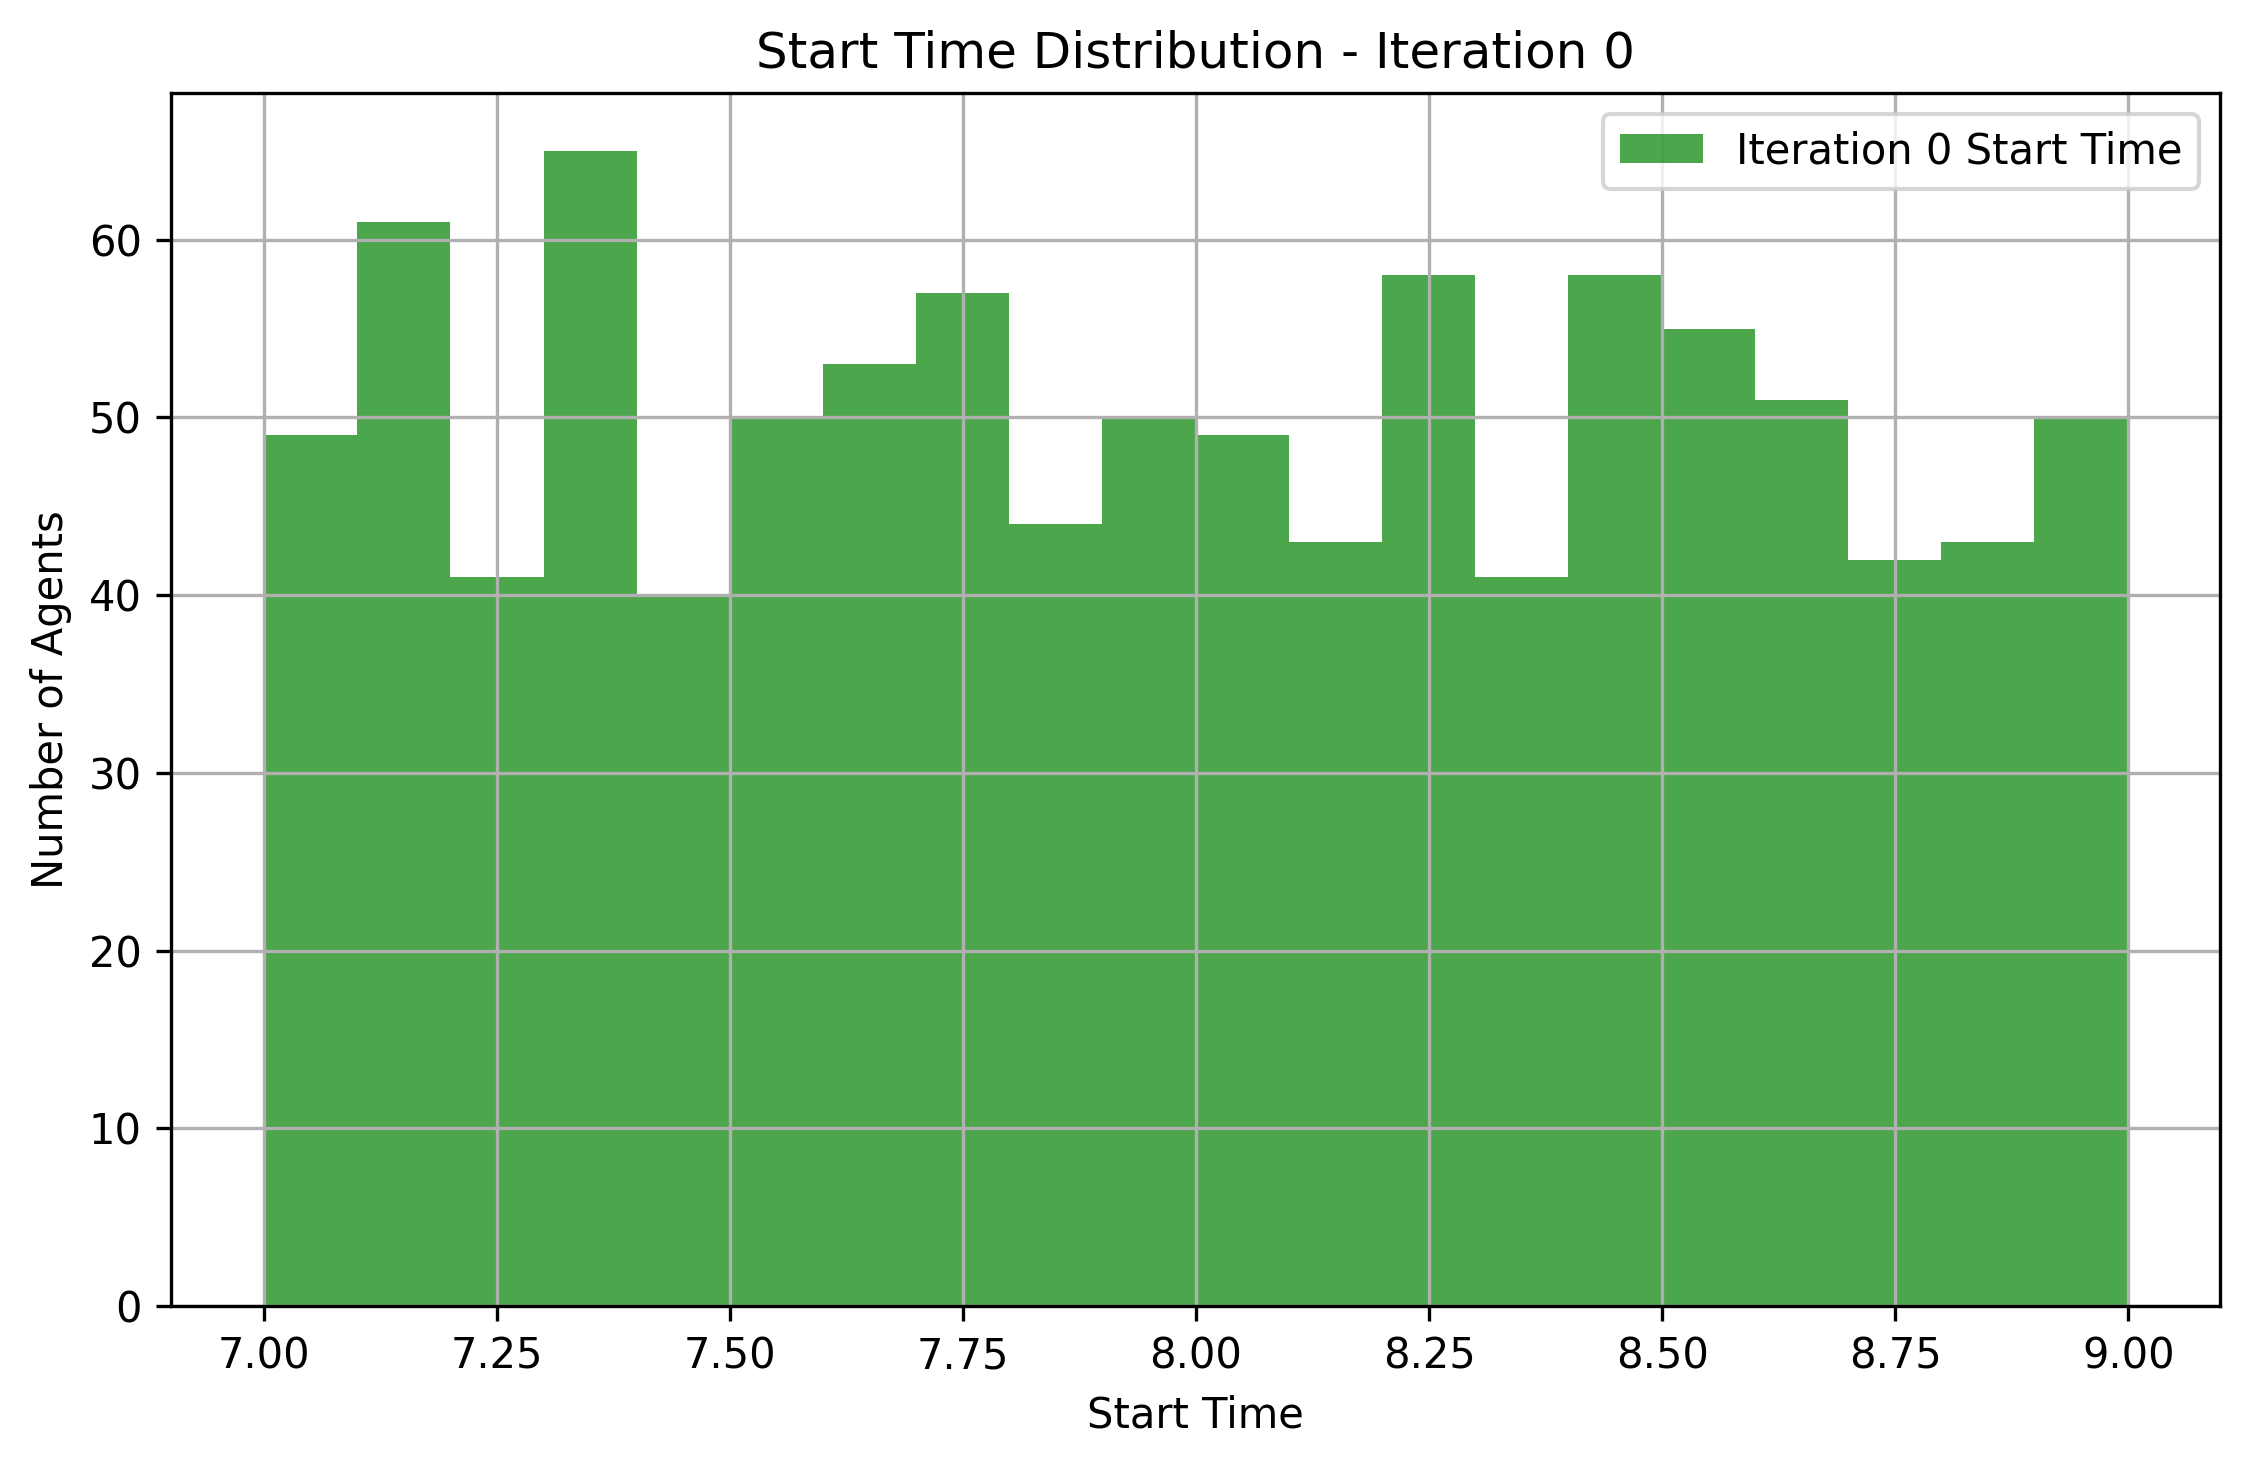 Start Time Distribution - Iteration 0
Iteration 0 Start Time
Number of Agents
60
50
40
30
20
10
0
7.00 7.25 7.50 7.75 8.00 8.25 8.50 8.75 9.00
Start Time